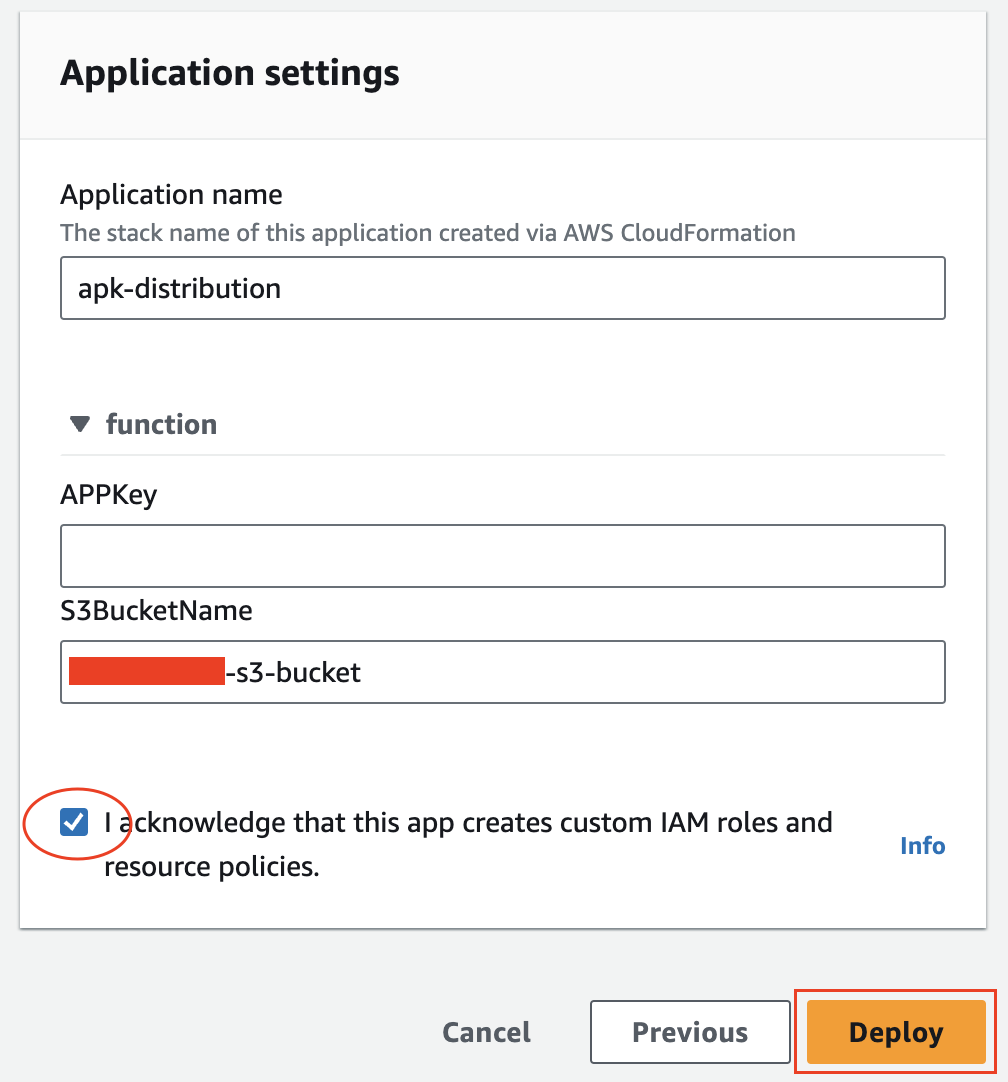 Application settings
Application name
The stack name of this application created via AWS CloudFormation
apk-distribution
function
APPKey
S3BucketName
-s3-bucket
I acknowledge that this app creates custom IAM roles and
resource policies.
Info
Cancel
Previous
Deploy